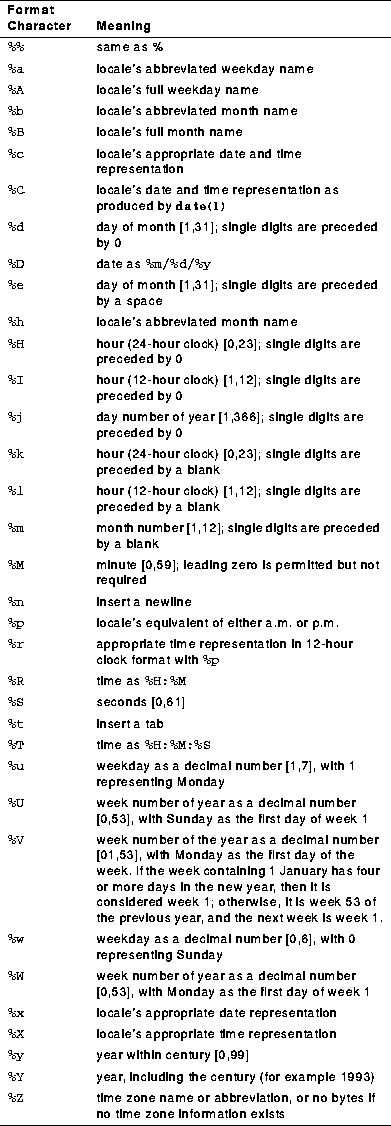 Format
Character Meaning
%% same as %
%a locale's abbreviated weekday name
%A locale's full weekday name
%b locale's abbreviated month name
%B locale's full month name
%c locale's appropriate date and time
representation
%C locale's date and time representation as
produced by date(1)
%d day of month [1,31]; single digits are preceded
by 0
%D date as %m/%d/%y
%e day of month [1,31]; single digits are preceded
by a space
%h locale's abbreviated month name
%H hour (24-hour clock) [0,23]; single digits are
preceded by 0
%I hour (12-hour clock) [1,12]; single digits are
preceded by 0
%j day number of year [1,366]; single digits are
preceded by 0
%k hour (24-hour clock) [0,23]; single digits are
preceded by a blank
%l hour (12-hour clock) [1,12]; single digits are
preceded by a blank
%m month number [1,12]; single digits are preceded
by a blank
%M minute [0,59]; leading zero is permitted but not
required
%n insert a newline
%p locale's equivalent of either a.m. or p.m.
%r appropriate time representation in 12-hour
clock format with %p
%R time as %H:%M
%S seconds [0,61]
%t insert a tab
%T time as %H:%M:%S
%u weekday as a decimal number [1,7], with 1
representing Monday
%U week number of year as a decimal number
[0,53], with Sunday as the first day of week 1
%V week number of the year as a decimal number
[01,53], with Monday as the first day of the
week. If the week containing 1 January has four
or more days in the new year, then it is
considered week 1; otherwise, it is week 53 of
the previous year, and the next week is week 1.
%w weekday as a decimal number [0,6], with 0
representing Sunday
%W week number of year as a decimal number
[0,53], with Monday as the first day of week 1
%x locale's appropriate date representation
%X locale's appropriate time representation
%y year within century [0,99]
%Y year, including the century (for example 1993)
%Z time zone name or abbreviation, or no bytes if
no time zone information exists